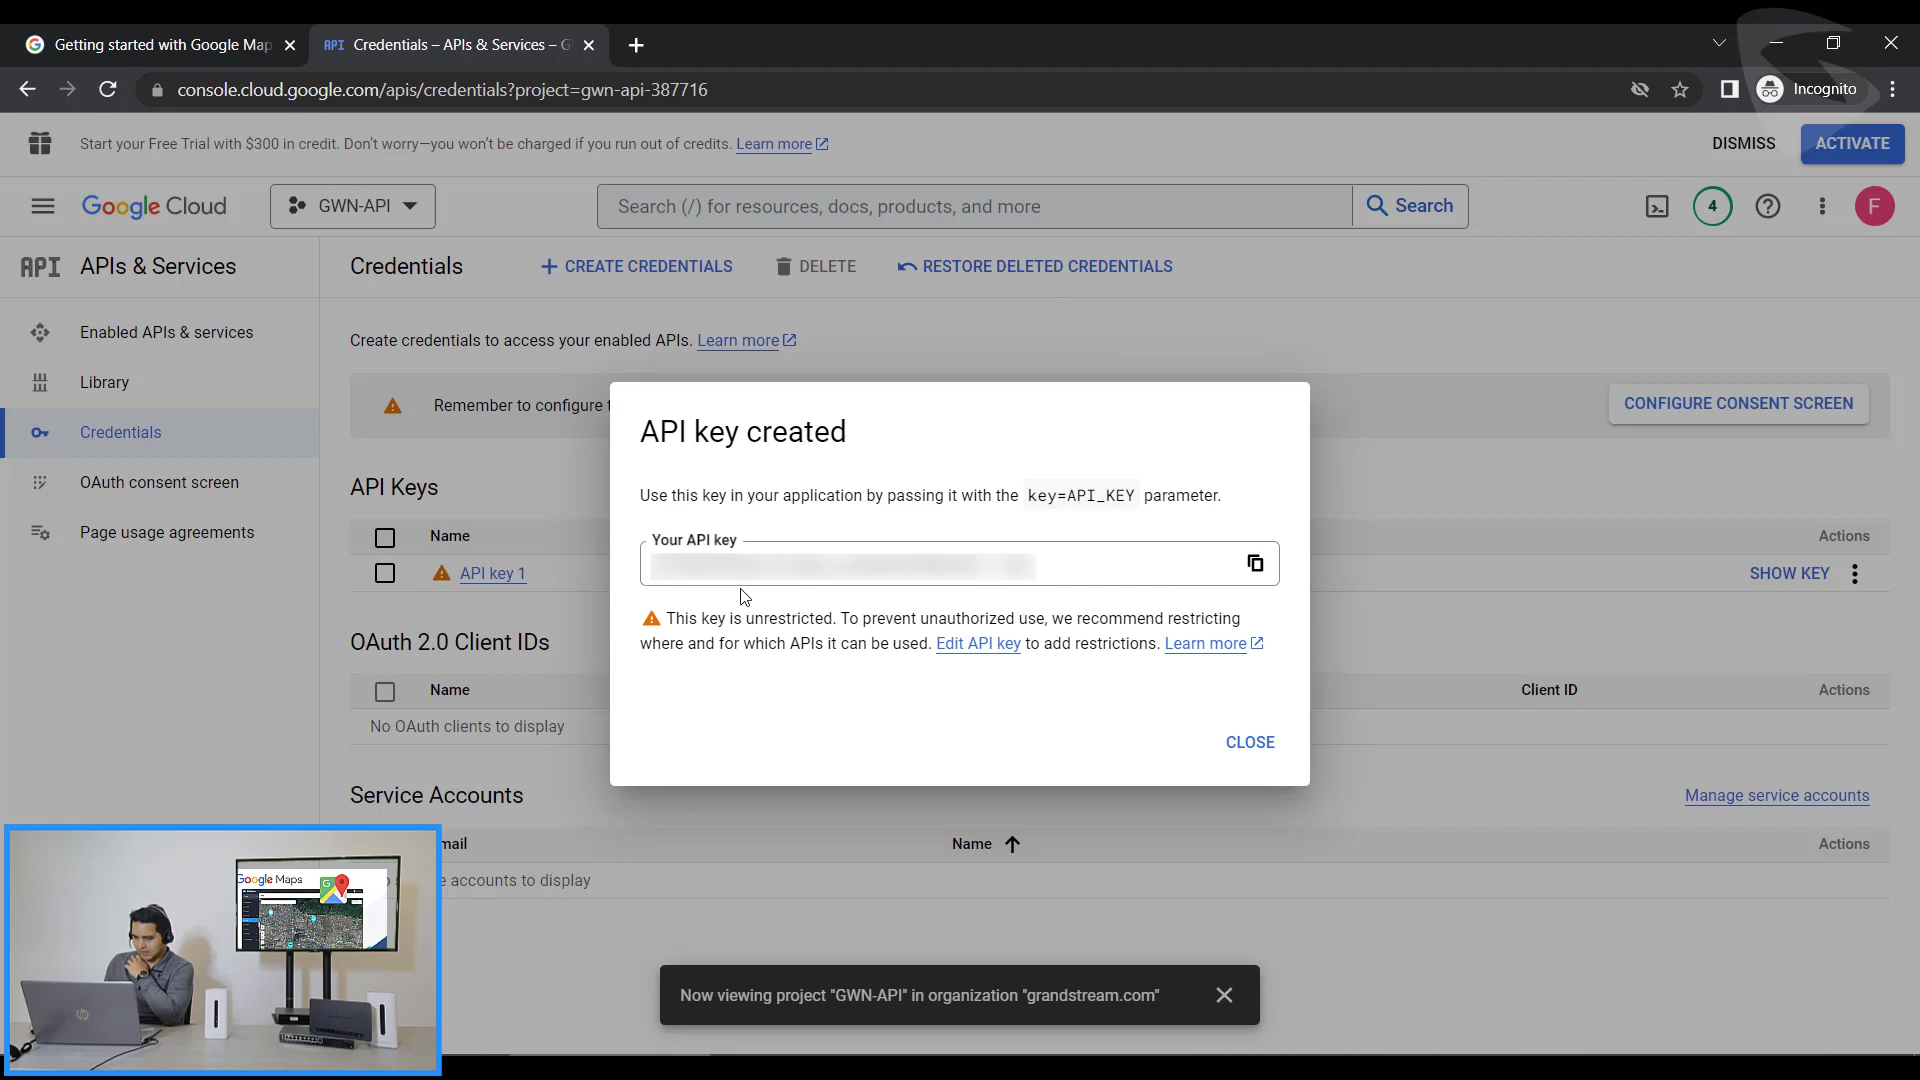 Getting started with Google Map
API Credentials – APIs & Services – G
console.cloud.google.com/apis/credentials?project=gwn-api-387716
Incognito
Start your Free Trial with $300 in credit. Don't worry—you won't be charged if you run out of credits. Learn more
DISMISS
ACTIVATE
Google Cloud
GWN-API
Search (/) for resources, docs, products, and more
Search
4
F
API APIs & Services
Credentials
CREATE CREDENTIALS
DELETE
RESTORE DELETED CREDENTIALS
Enabled APIs & services
Library
Credentials
OAuth consent screen
Page usage agreements
Create credentials to access your enabled APIs. Learn more
Remember to configure t
CONFIGURE CONSENT SCREEN
API key created
Use this key in your application by passing it with the key=API_KEY parameter.
Your API key
This key is unrestricted. To prevent unauthorized use, we recommend restricting
where and for which APIs it can be used. Edit API key to add restrictions. Learn more
CLOSE
API Keys
Name
Actions
API key 1
SHOW KEY
OAuth 2.0 Client IDs
Name
Client ID
Actions
No OAuth clients to display
Service Accounts
Manage service accounts
mail
Name
Actions
accounts to display
Google Maps
hp
Now viewing project "GWN-API" in organization "grandstream.com"